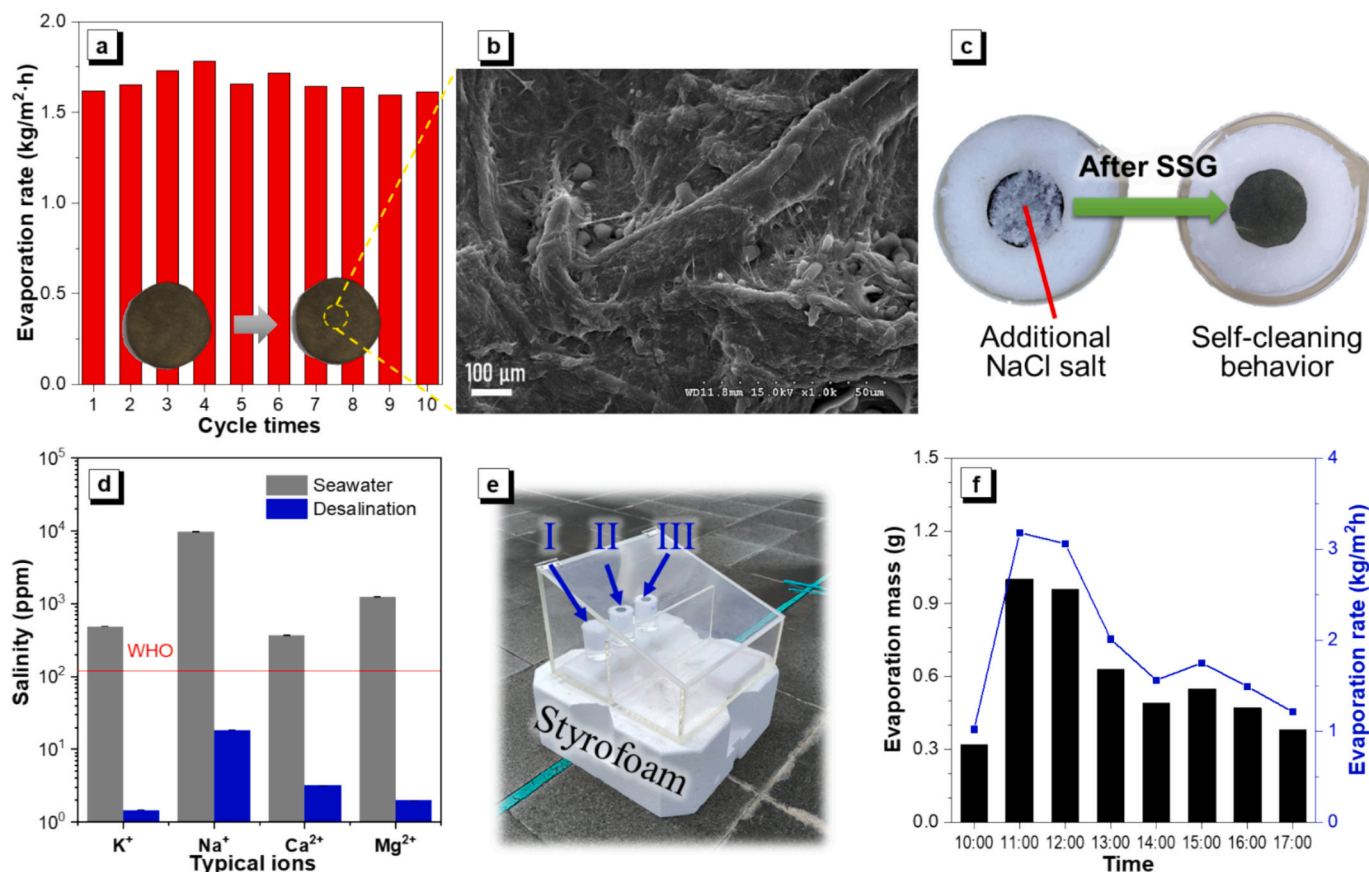 a
Evaporation rate (kg/m²·h)
2.0
1.5
1.0
0.5
0.0
1 2 3 4 5 6 7 8 9 10
Cycle times
b
100 µm
WD11.8mm 15.0kV x1.0k 50um
c
After SSG
Additional
NaCl salt
Self-cleaning
behavior
d
Salinity (ppm)
10⁵
10⁴
10³
10²
10¹
10⁰
Seawater
Desalination
WHO
K⁺ Na⁺ Ca²⁺ Mg²⁺
Typical ions
e
I II III
Styrofoam
f
Evaporation mass (g)
1.5
1.2
0.9
0.6
0.3
0.0
4
3
2
1
0
Evaporation rate (kg/m²h)
10:00 11:00 12:00 13:00 14:00 15:00 16:00 17:00
Time